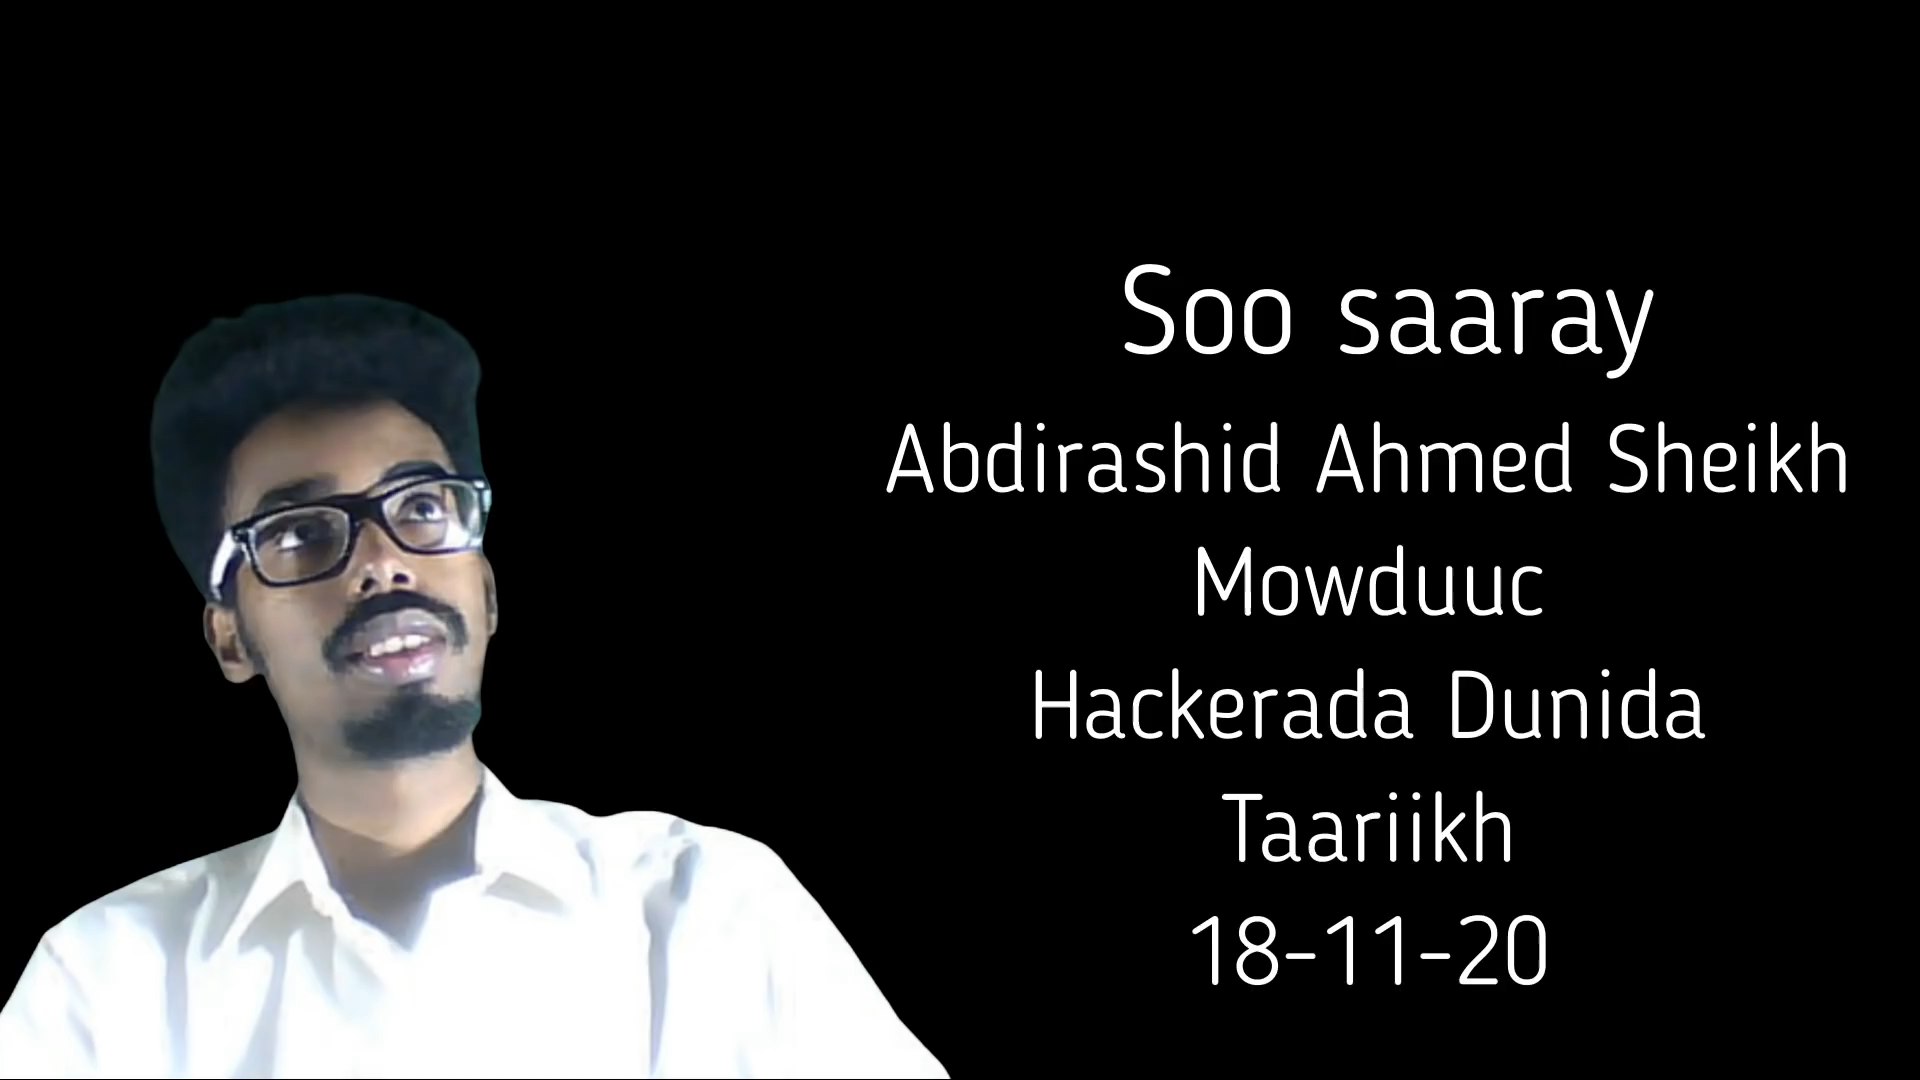 Soo saaray
Abdirashid Ahmed Sheikh
Mowduuc
Hackerada Dunida
Taariikh
18-11-20